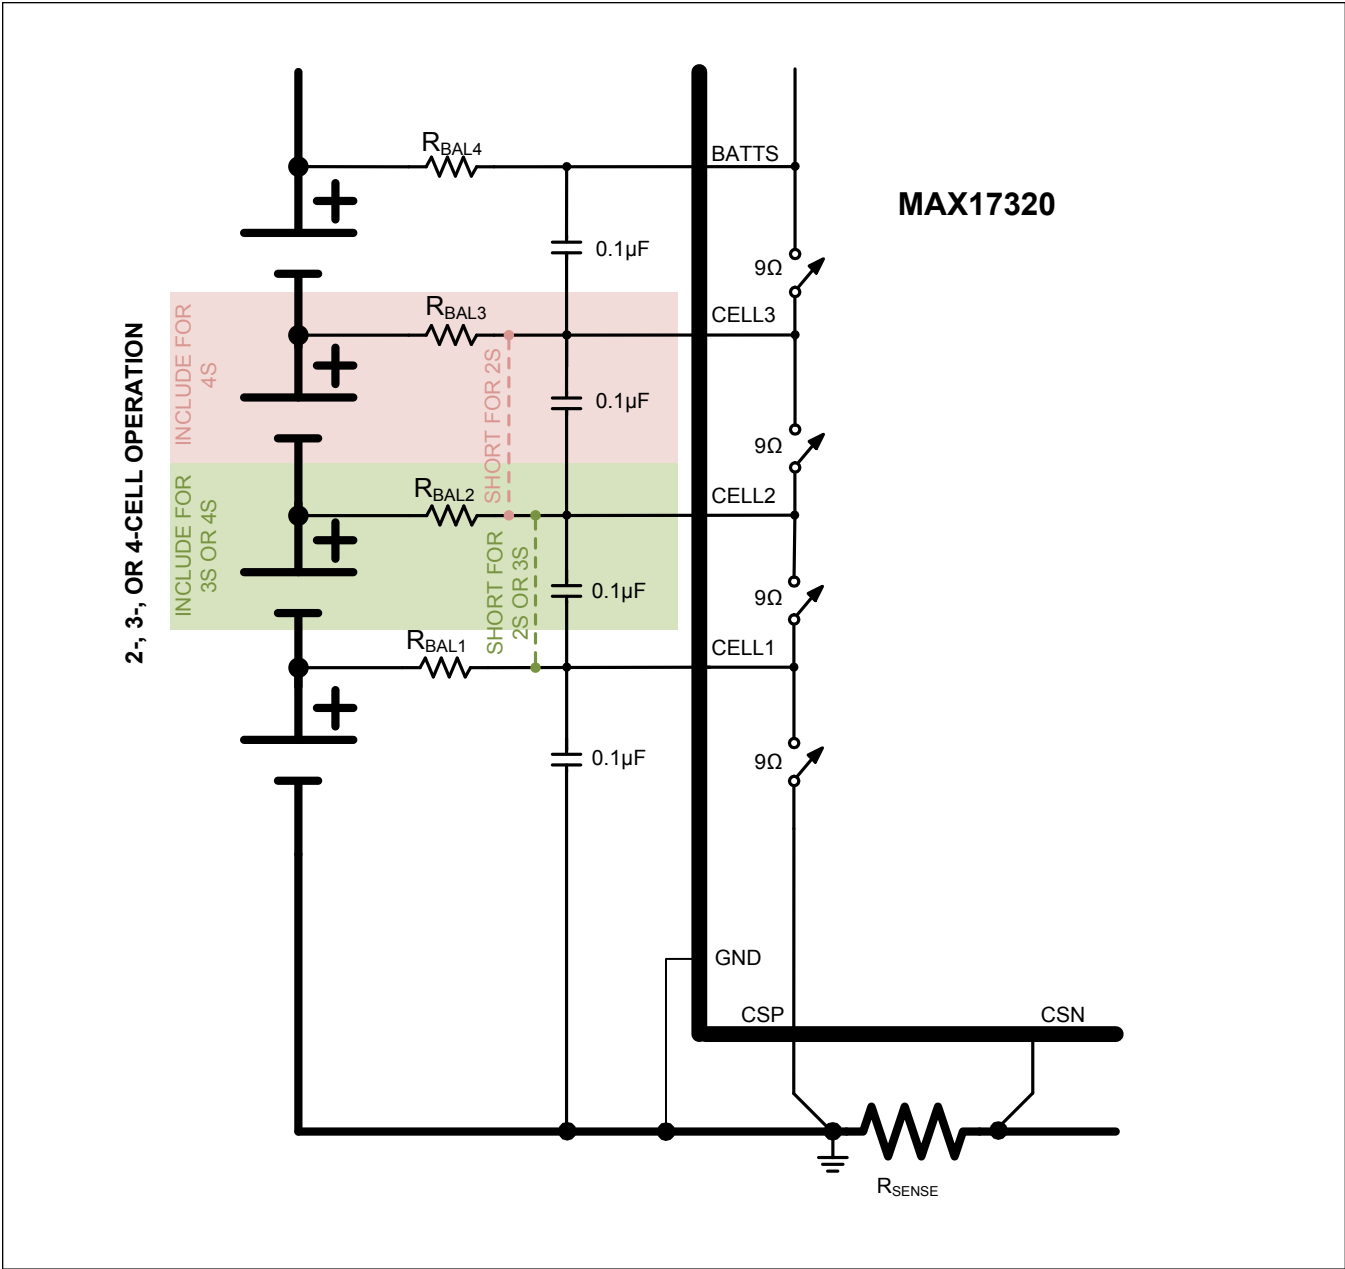 R_BAL4
BATTS
MAX17320
0.1µF
9Ω
R_BAL3
CELL3
INCLUDE FOR
4S
SHORT FOR 2S
0.1µF
9Ω
2-, 3-, OR 4-CELL OPERATION
R_BAL2
CELL2
INCLUDE FOR
3S OR 4S
SHORT FOR
2S OR 3S
0.1µF
9Ω
R_BAL1
CELL1
0.1µF
9Ω
GND
CSP
CSN
R_SENSE